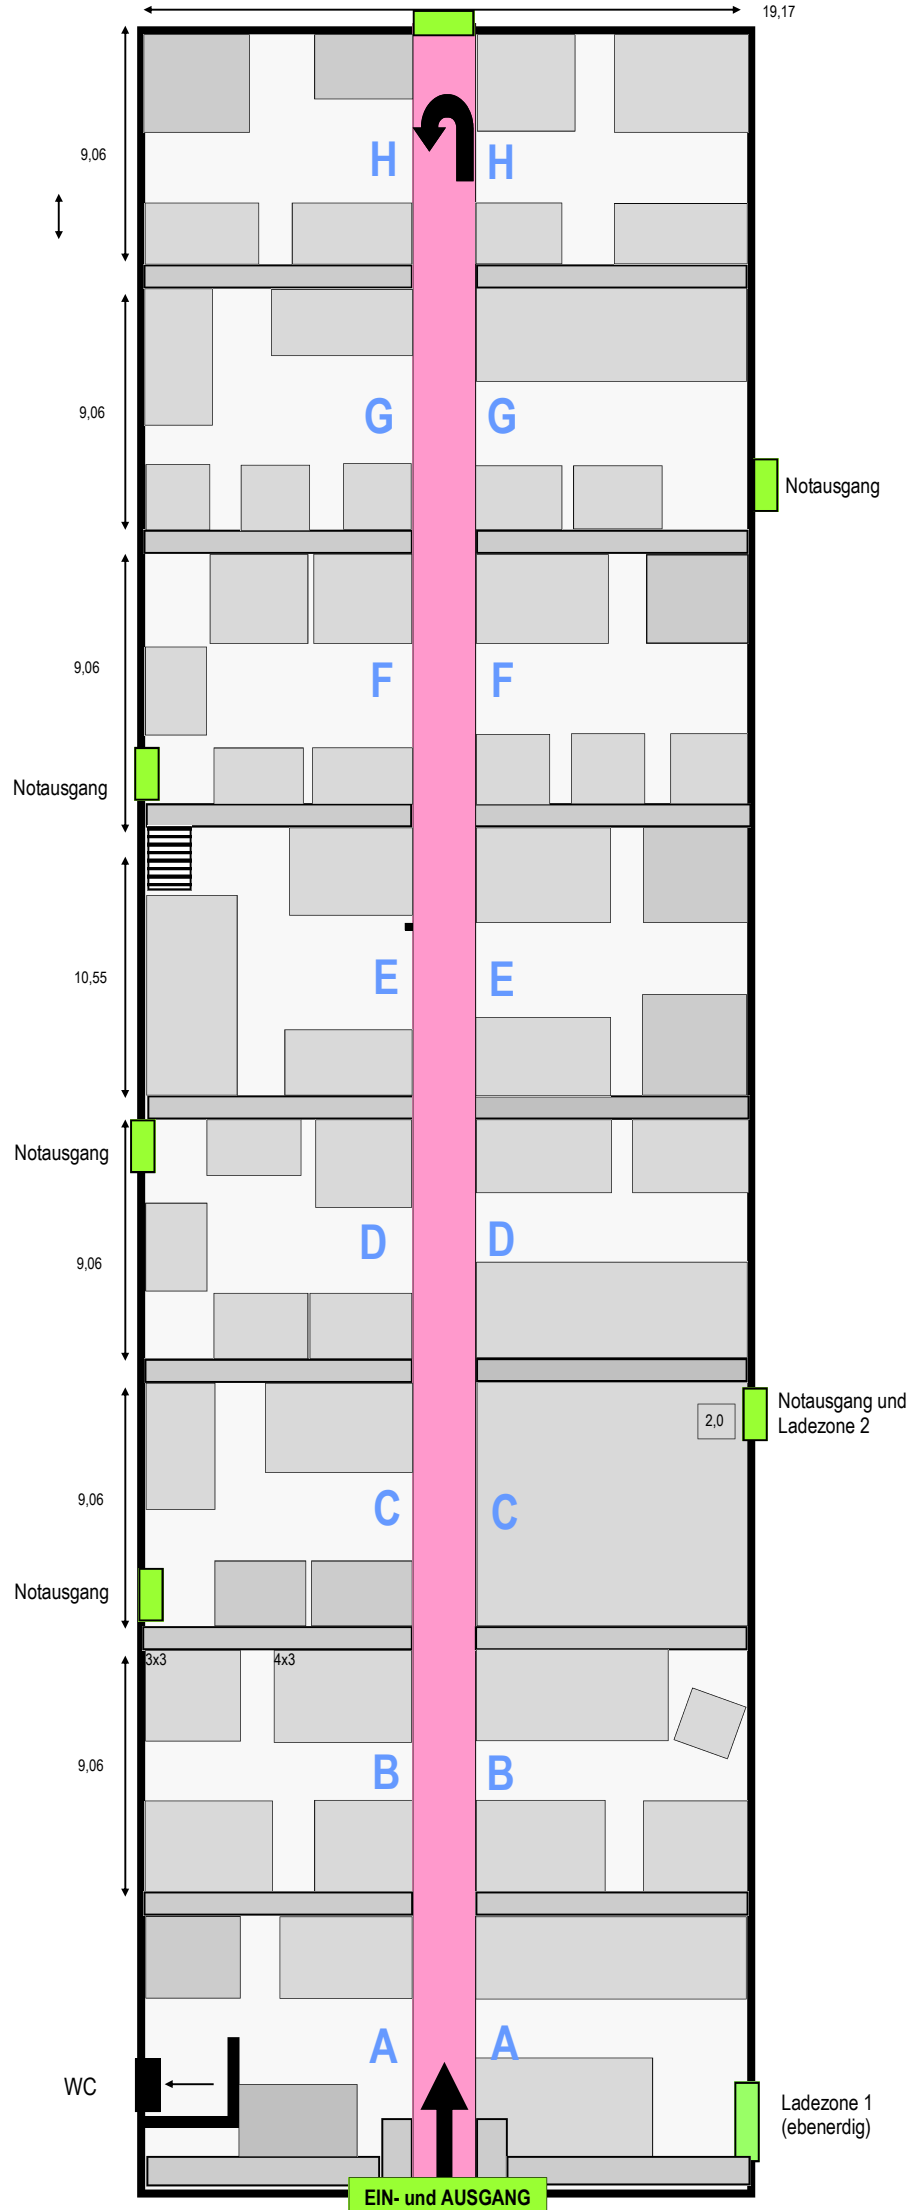 19,17
9,06
H H
9,06
G G
Notausgang
9,06
F F
Notausgang
10,55
E E
Notausgang
D D
9,06
Notausgang und
Ladezone 2
2,0
9,06
C C
Notausgang
3x3 4x3
9,06
B B
A A
WC
Ladezone 1
(ebenerdig)
EIN- und AUSGANG